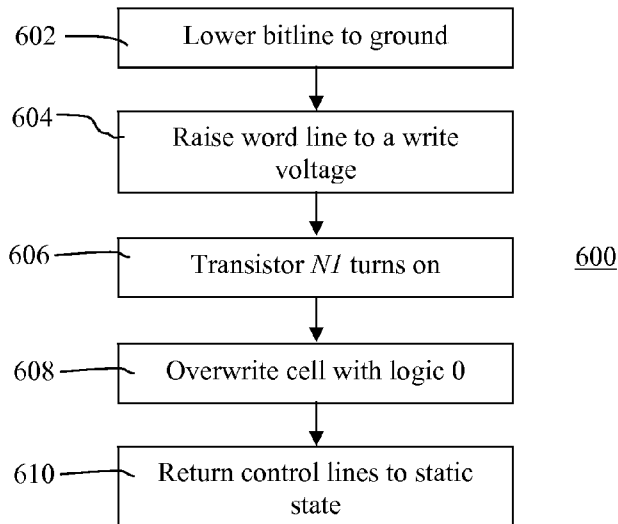 602
Lower bitline to ground
604
Raise word line to a write
voltage
606
Transistor N1 turns on
600
608
Overwrite cell with logic 0
610
Return control lines to static
state